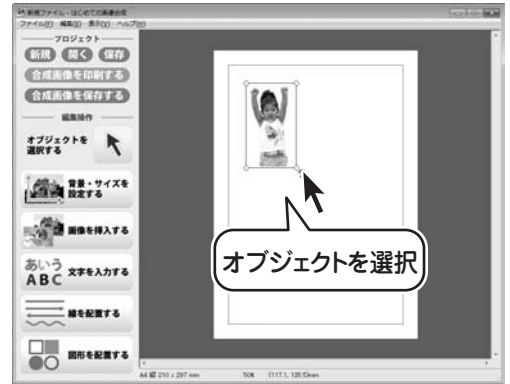 新規ファイル - はじめての画像合成
ファイル(F) 編集(E) 表示(V) ヘルプ(H)
プロジェクト
新規 開く 保存
合成画像を印刷する
合成画像を保存する
編集操作
オブジェクトを
選択する
背景・サイズを
設定する
画像を挿入する
あいう
ABC
文字を入力する
線を配置する
図形を配置する
オブジェクトを選択
A4 縦 210 x 297 mm 50% (117.1, 126.5)mm